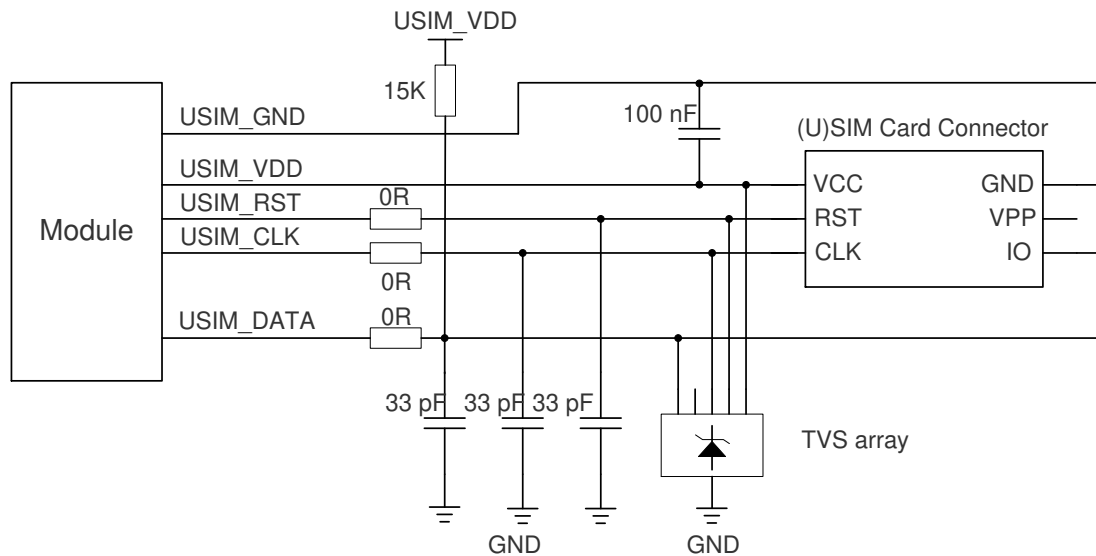 USIM_VDD
15K
USIM_GND
100 nF
(U)SIM Card Connector
USIM_VDD
VCC
GND
USIM_RST
0R
RST
VPP
Module
USIM_CLK
CLK
IO
0R
USIM_DATA
0R
33 pF
33 pF
33 pF
TVS array
GND
GND